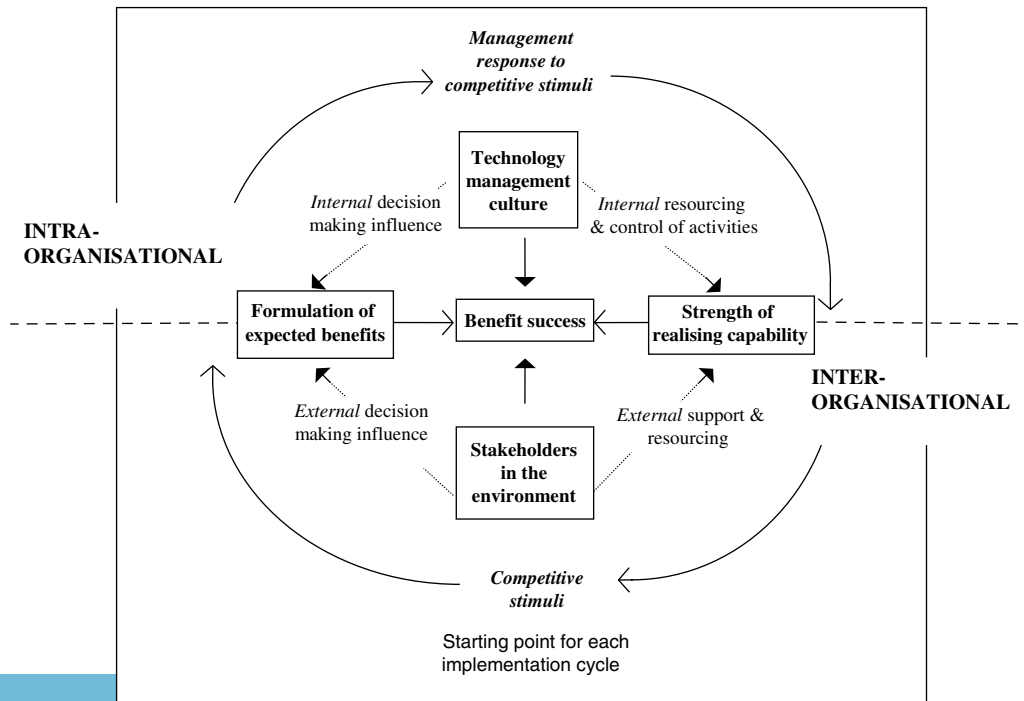 Management
response to
competitive stimuli
Technology
management
culture
Internal decision
making influence
Internal resourcing
& control of activities
INTRA-
ORGANISATIONAL
Formulation of
expected benefits
Benefit success
Strength of
realising capability
INTER-
ORGANISATIONAL
External decision
making influence
External support &
resourcing
Stakeholders
in the
environment
Competitive
stimuli
Starting point for each
implementation cycle